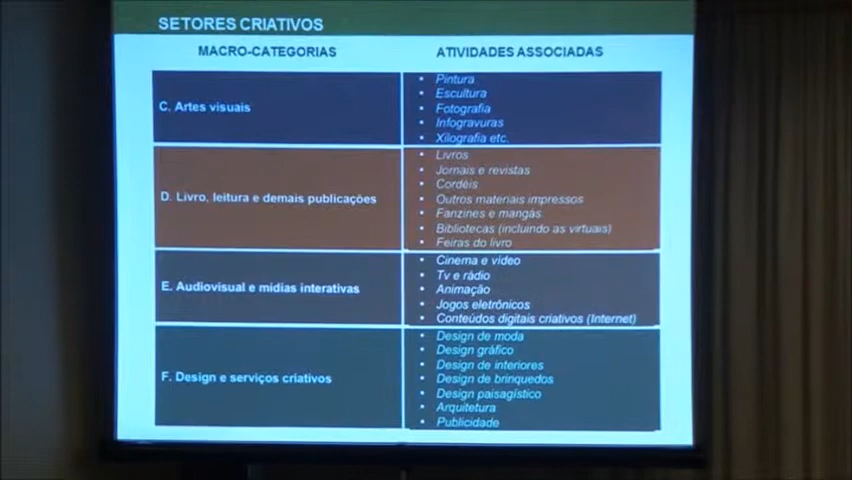 SETORES CRIATIVOS
MACRO-CATEGORIAS
ATIVIDADES ASSOCIADAS
C. Artes visuais
• Pintura
• Escultura
• Fotografia
• Infogravuras
• Xilografia etc.
D. Livro, leitura e demais publicações
• Livros
• Jornais e revistas
• Cordéis
• Outros materiais impressos
• Fanzines e mangás
• Bibliotecas (incluindo as virtuais)
• Feiras do livro
E. Audiovisual e mídias interativas
• Cinema e vídeo
• Tv e rádio
• Animação
• Jogos eletrônicos
• Conteúdos digitais criativos (Internet)
F. Design e serviços criativos
• Design de moda
• Design gráfico
• Design de interiores
• Design de brinquedos
• Design paisagístico
• Arquitetura
• Publicidade